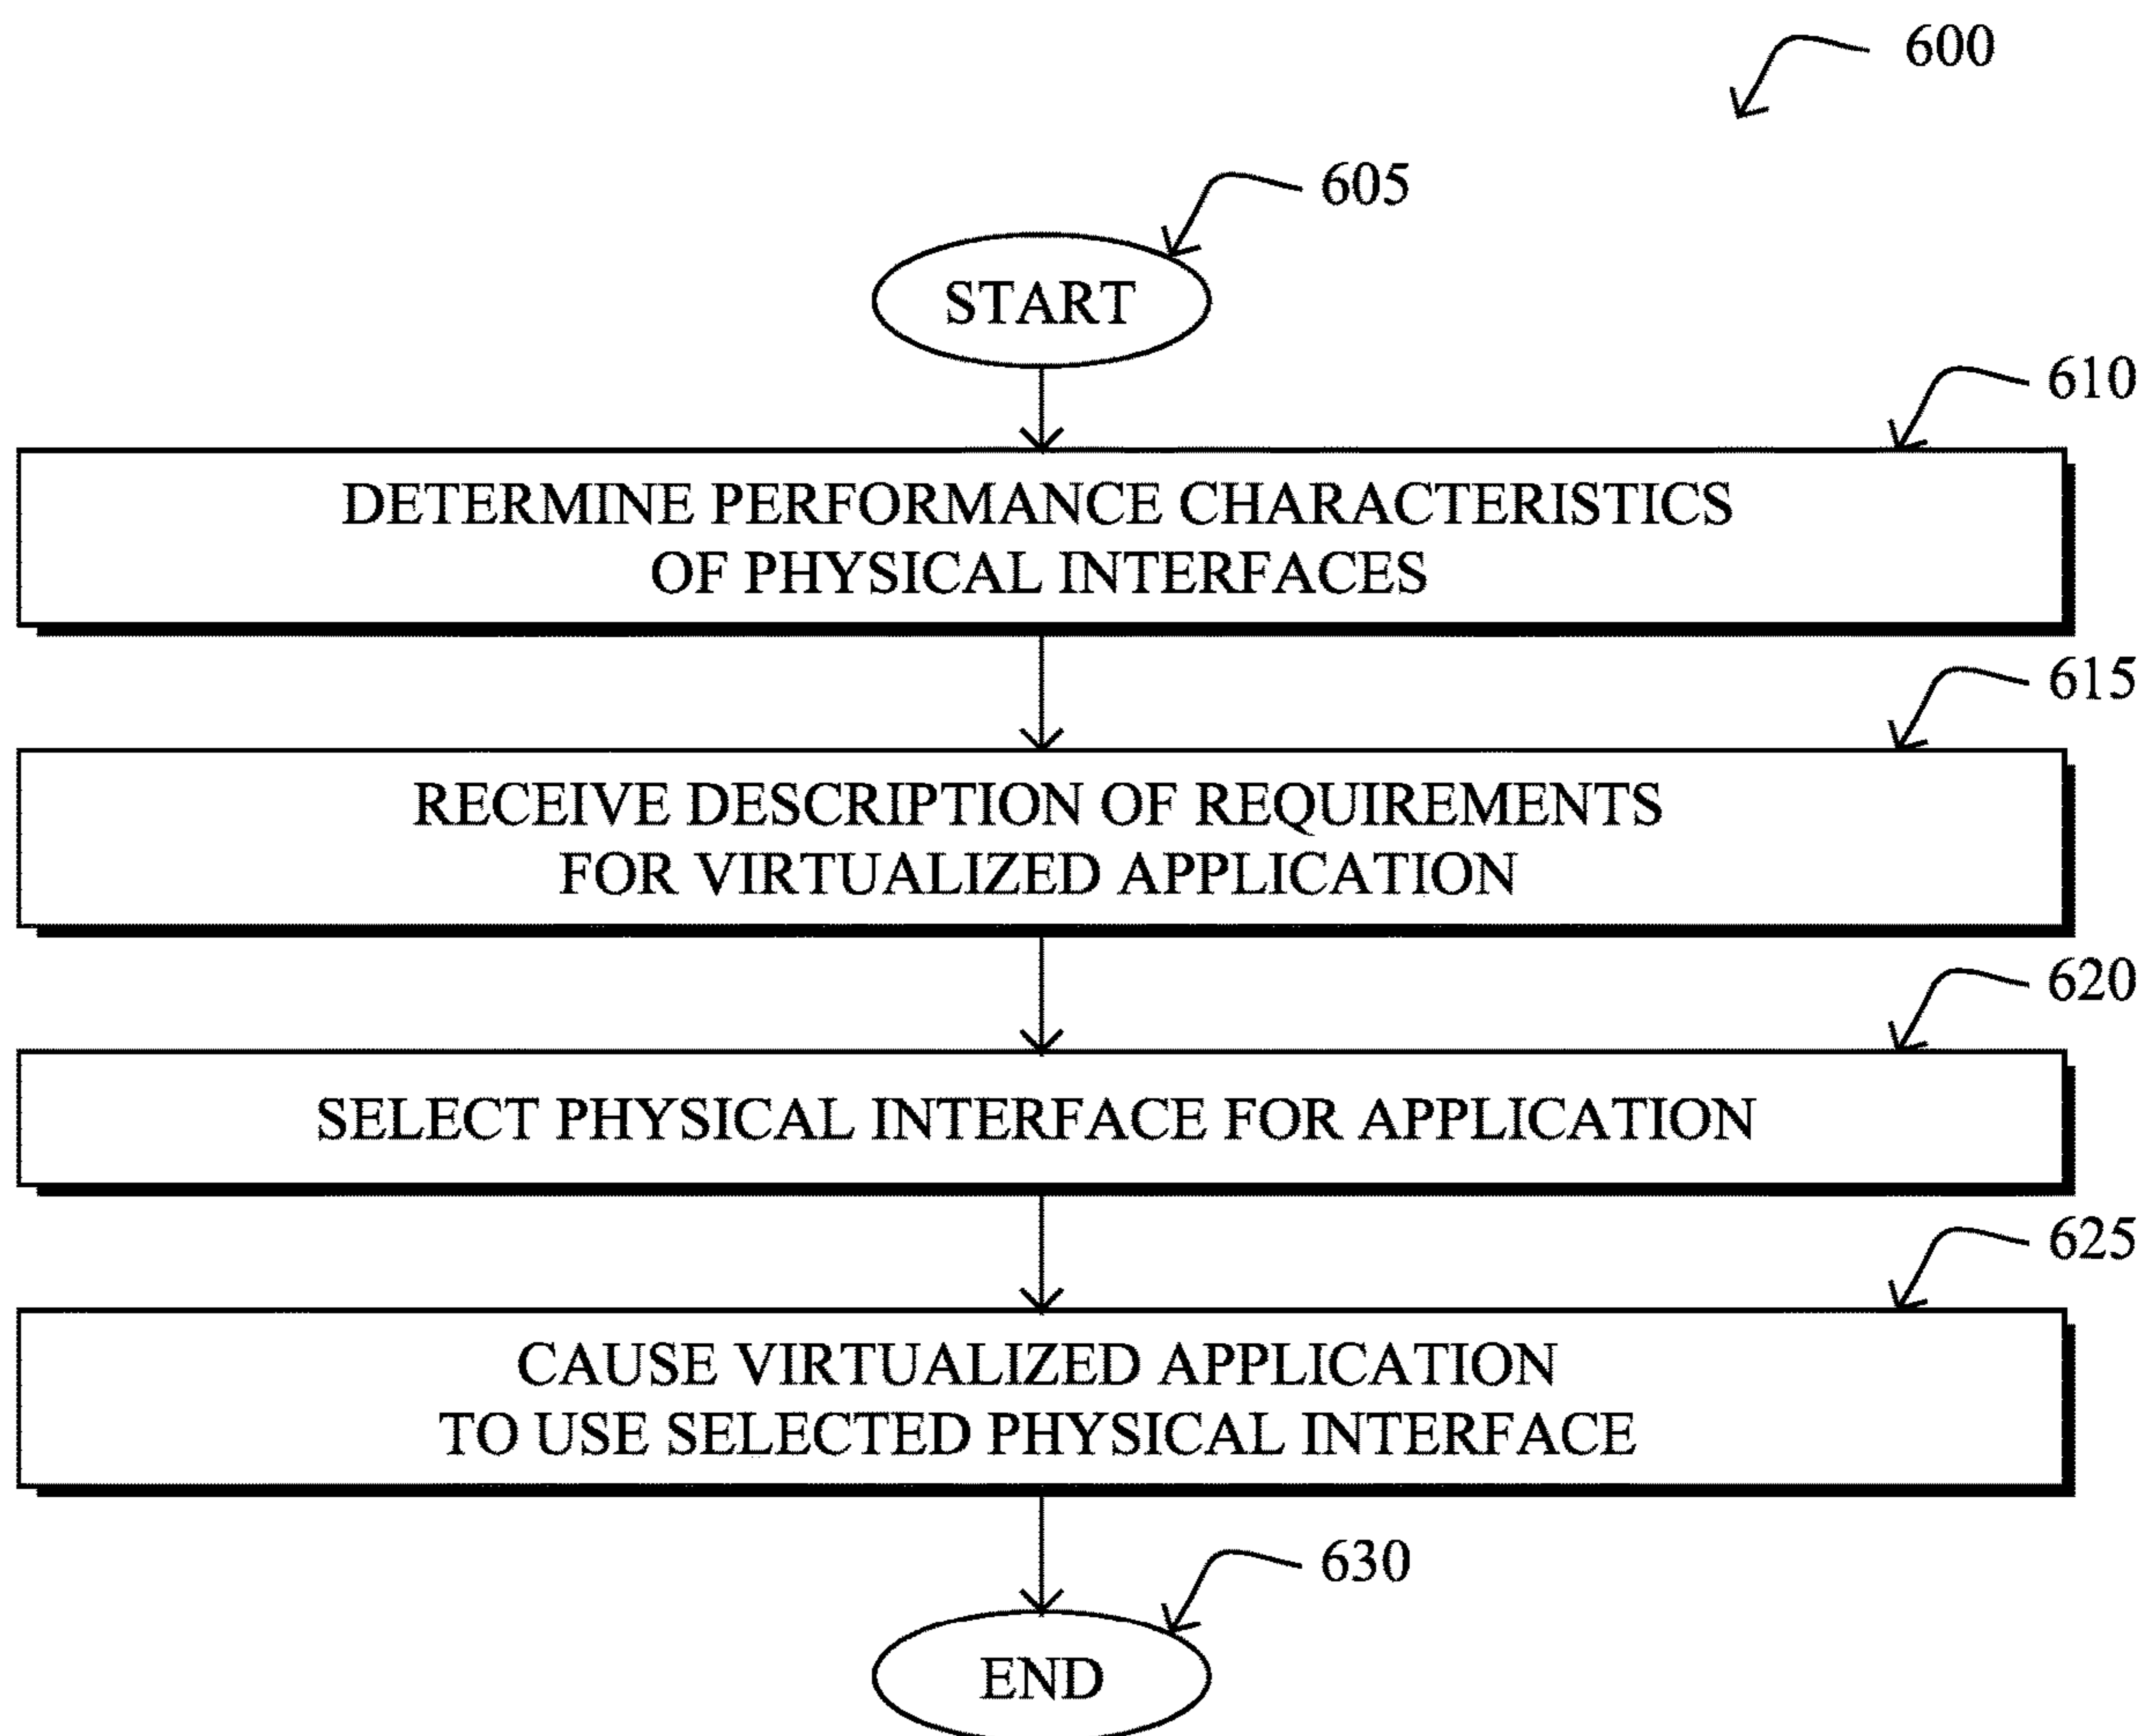 600
605
START
610
DETERMINE PERFORMANCE CHARACTERISTICS
OF PHYSICAL INTERFACES
615
RECEIVE DESCRIPTION OF REQUIREMENTS
FOR VIRTUALIZED APPLICATION
620
SELECT PHYSICAL INTERFACE FOR APPLICATION
625
CAUSE VIRTUALIZED APPLICATION
TO USE SELECTED PHYSICAL INTERFACE
630
END